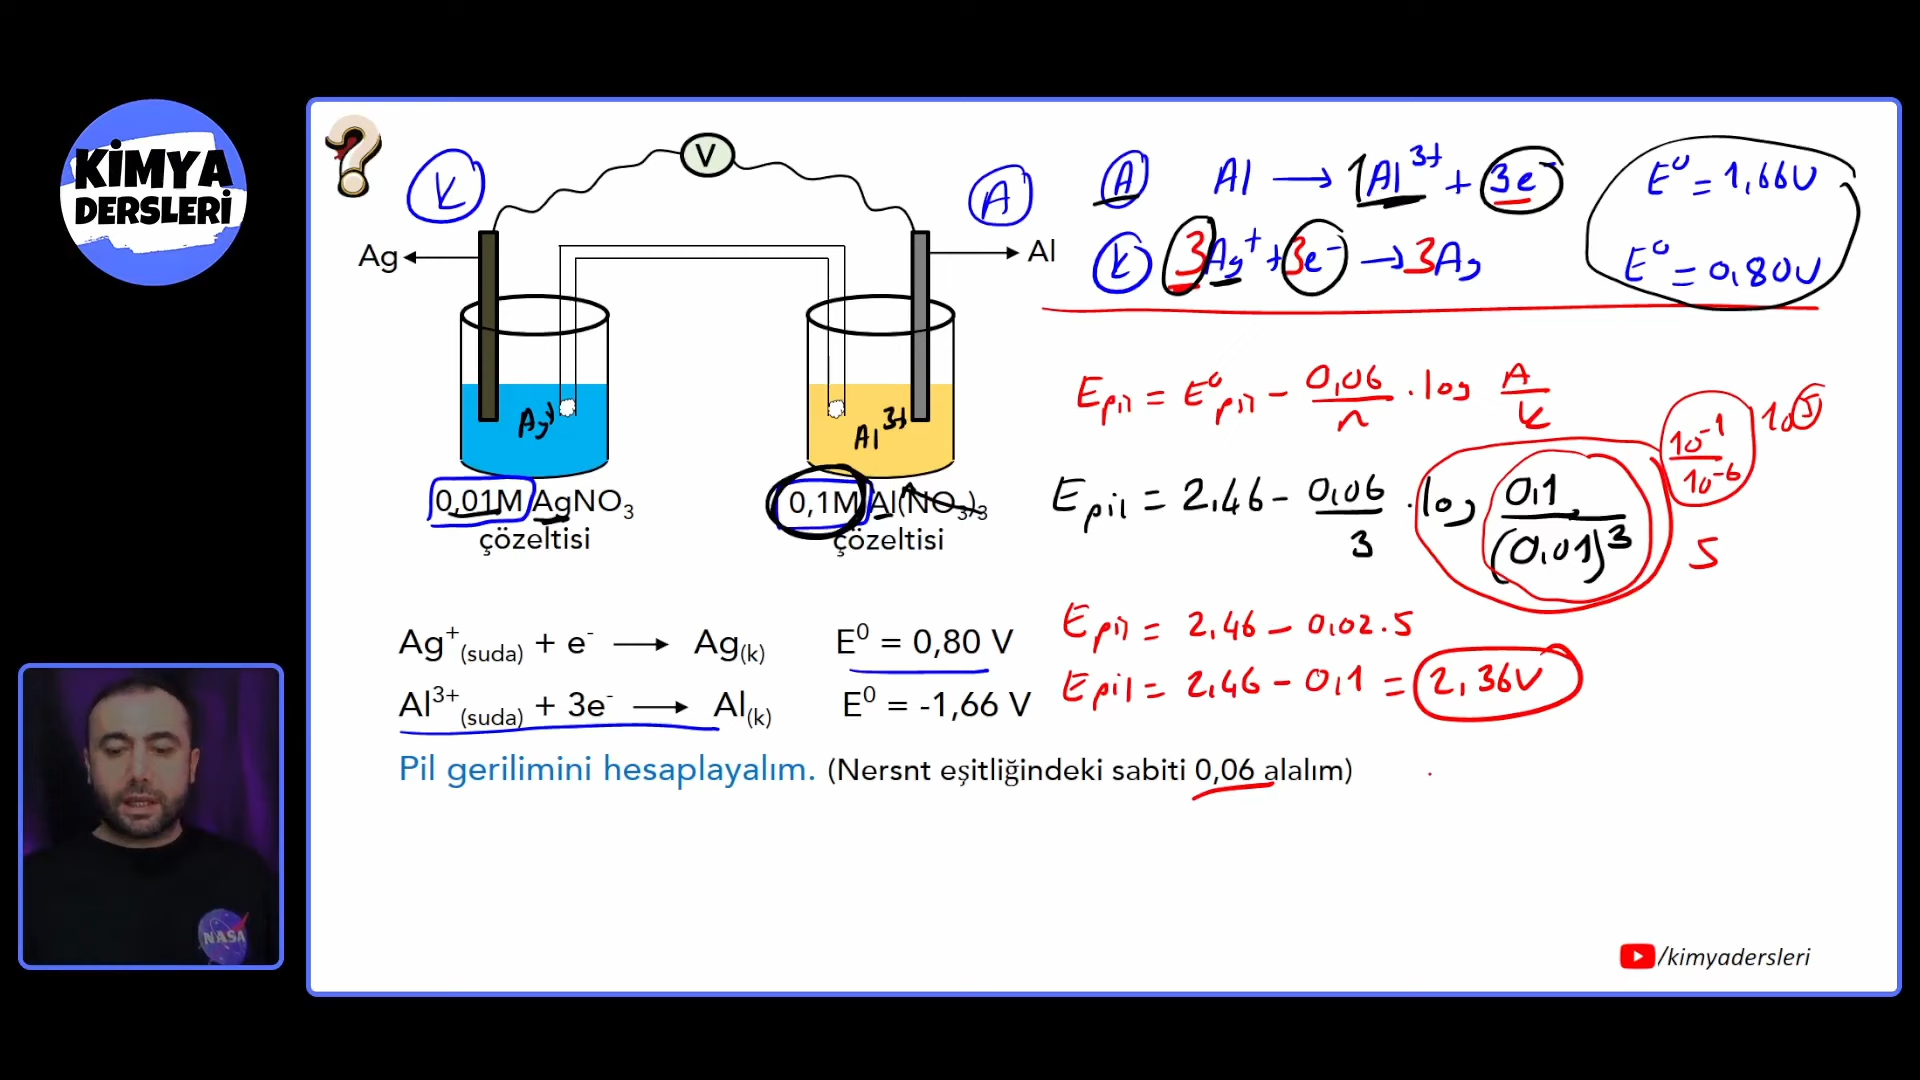 KİMYA
DERSLERİ
K
V
A
Ag
Al
Ag⁺
Al³⁺
0,01M AgNO₃
çözeltisi
0,1M Al(NO₃)₃
çözeltisi
A Al → 1Al³⁺ + 3e⁻ E⁰ = 1,66V
K 3Ag⁺ + 3e⁻ → 3Ag E⁰ = 0,80V
Epil = E⁰pil - 0,06/n . log A/K
Epil = 2,46 - 0,06/3 . log 0,1/(0,01)³
10⁻¹/10⁻⁶ 10⁵
5
Epil = 2,46 - 0,02.5
Epil = 2,46 - 0,1 = 2,36V
Ag⁺(suda) + e⁻ → Ag(k) E⁰ = 0,80 V
Al³⁺(suda) + 3e⁻ → Al(k) E⁰ = -1,66 V
Pil gerilimini hesaplayalım. (Nersnt eşitliğindeki sabiti 0,06 alalım)
NASA
/kimyadersleri